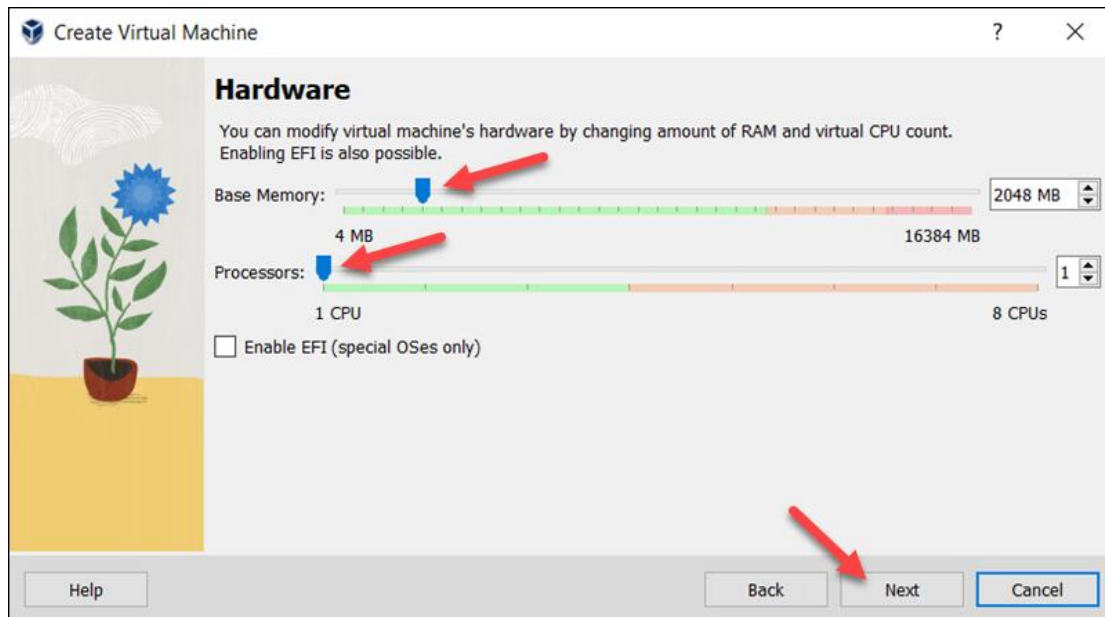 Create Virtual Machine
?
Hardware
You can modify virtual machine's hardware by changing amount of RAM and virtual CPU count.
Enabling EFI is also possible.
Base Memory:
2048 MB
4 MB
16384 MB
Processors:
1
1 CPU
8 CPUs
Enable EFI (special OSes only)
Help
Back
Next
Cancel